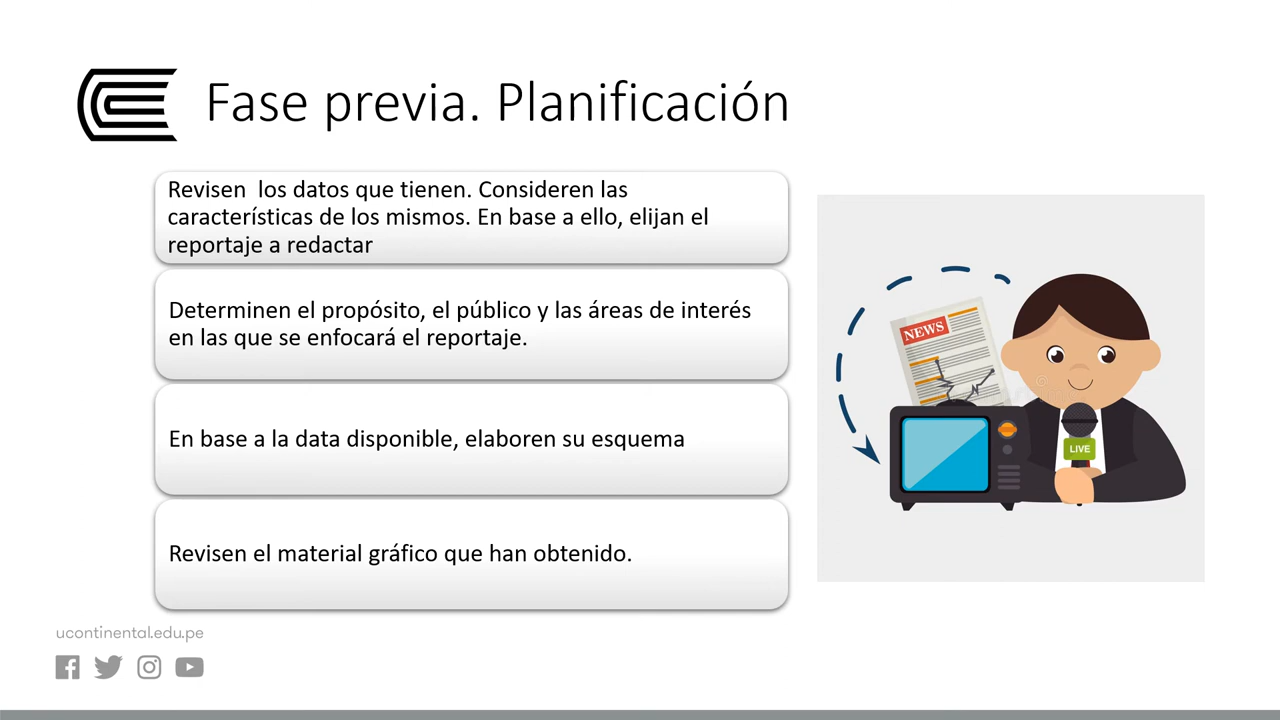 Fase previa. Planificación
Revisen  los datos que tienen. Consideren las
características de los mismos. En base a ello, elijan el
reportaje a redactar
Determinen el propósito, el público y las áreas de interés
en las que se enfocará el reportaje.
En base a la data disponible, elaboren su esquema
Revisen el material gráfico que han obtenido.
NEWS
LIVE
ucontinental.edu.pe